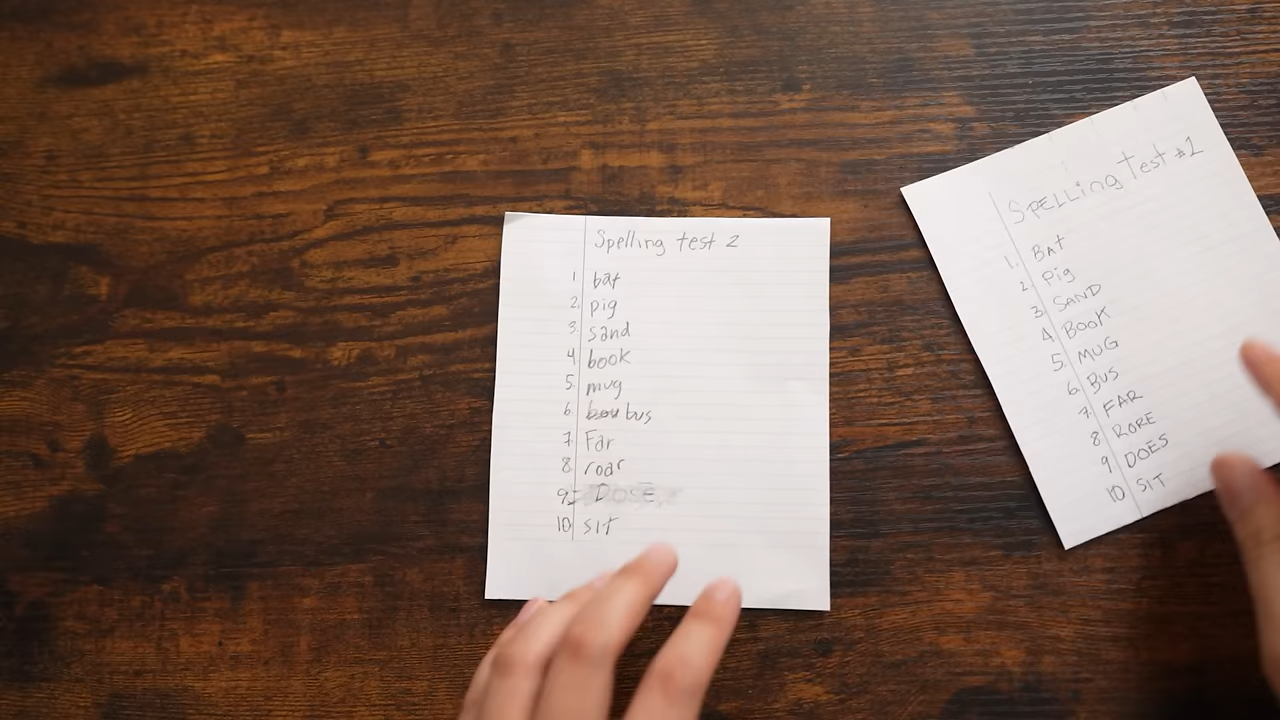 Spelling test 2
1. bat
2. pig
3. sand
4 book
5. mug
6. bou bus
7. Far
8. roar
9. DOSE
10. sit
SPELLing Test #1
1. BAt
2. Pig
3. SAND
4. BOOK
5. MUG
6. BUS
7. FAR
8. RORE
9 DOES
10 SIT